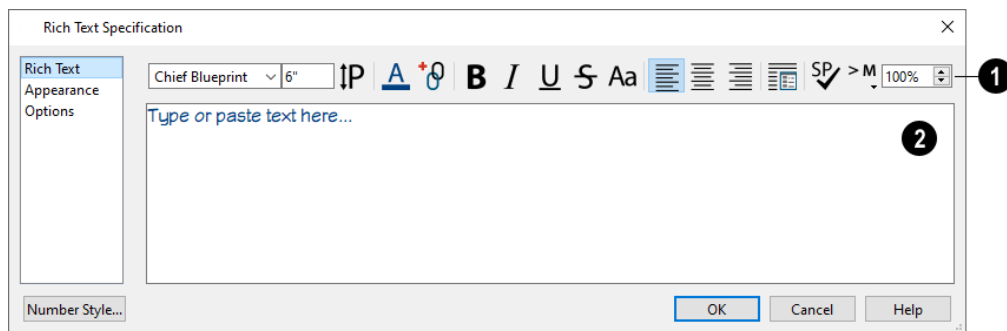 Rich Text Specification
Rich Text
Appearance
Options
Chief Blueprint 6" P A B I U S Aa SP > M 100% 1
Type or paste text here...
2
Number Style... OK Cancel Help